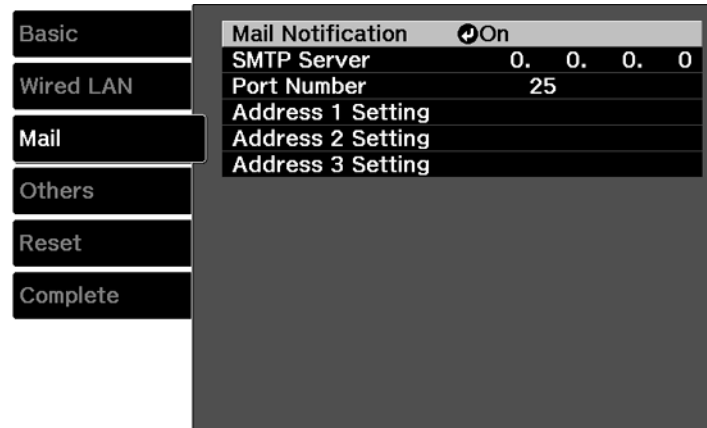 Basic
Wired LAN
Mail
Others
Reset
Complete
Mail Notification On
SMTP Server 0. 0. 0. 0
Port Number 25
Address 1 Setting
Address 2 Setting
Address 3 Setting